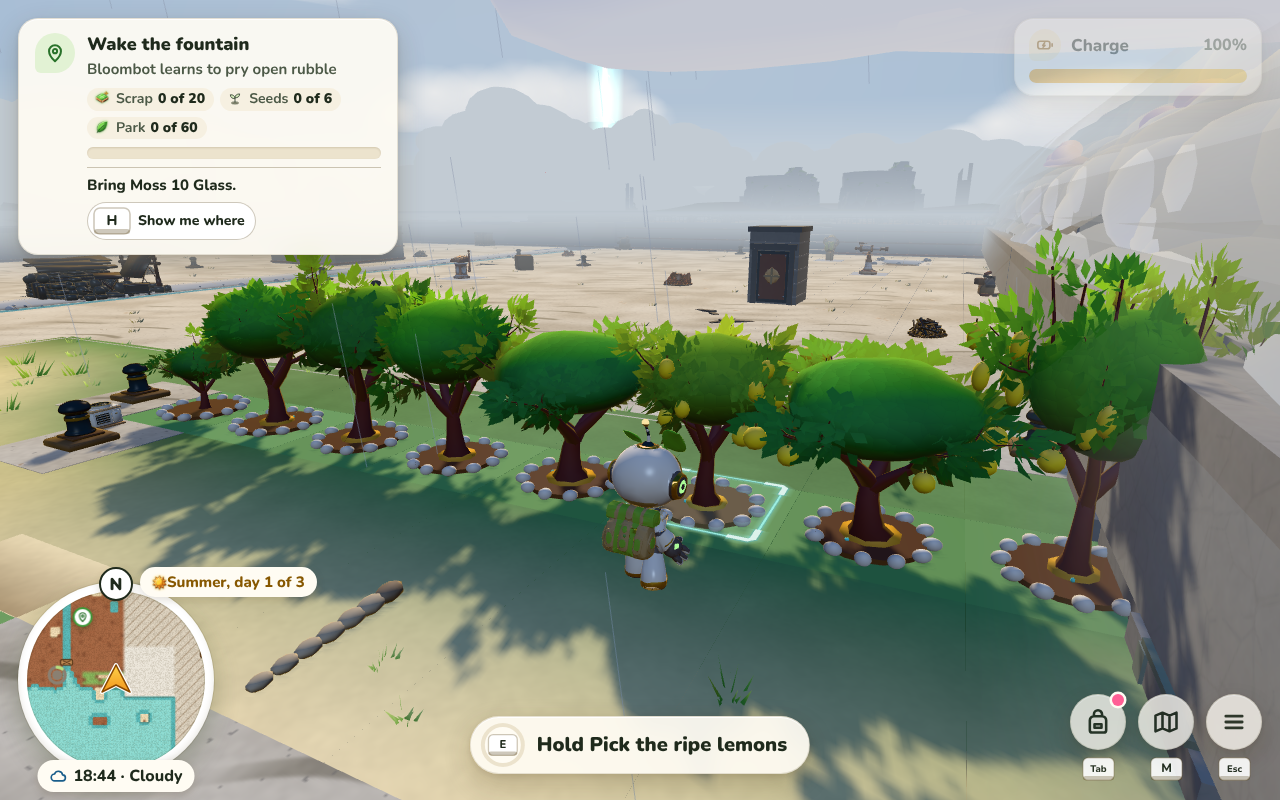 Wake the fountain
Bloombot learns to pry open rubble
Scrap 0 of 20
Seeds 0 of 6
Park 0 of 60
Bring Moss 10 Glass.
H Show me where
Charge 100%
N
Summer, day 1 of 3
18:44 · Cloudy
E Hold Pick the ripe lemons
Tab
M
Esc